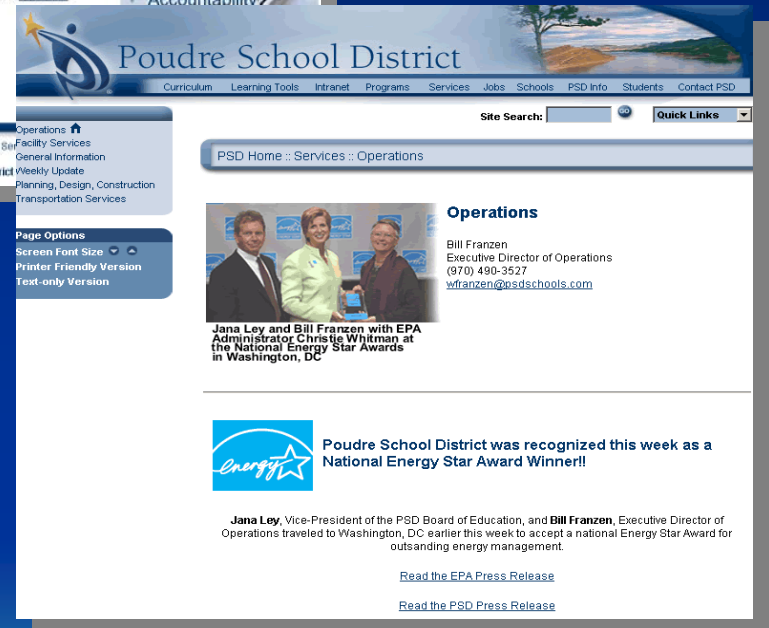 Accountability?
Poudre School District
Curriculum Learning Tools Intranet Programs Services Jobs Schools PSD Info Students Contact PSD
Site Search: GO Quick Links
Operations
Facility Services
General Information
Weekly Update
Planning, Design, Construction
Transportation Services
Page Options
Screen Font Size
Printer Friendly Version
Text-only Version
PSD Home :: Services :: Operations
Operations
Bill Franzen
Executive Director of Operations
(970) 490-3527
wfranzen@psdschools.com
Jana Ley and Bill Franzen with EPA
Administrator Christie Whitman at
the National Energy Star Awards
in Washington, DC
energy
Poudre School District was recognized this week as a
National Energy Star Award Winner!!
Jana Ley, Vice-President of the PSD Board of Education, and Bill Franzen, Executive Director of
Operations traveled to Washington, DC earlier this week to accept a national Energy Star Award for
outsanding energy management.
Read the EPA Press Release
Read the PSD Press Release